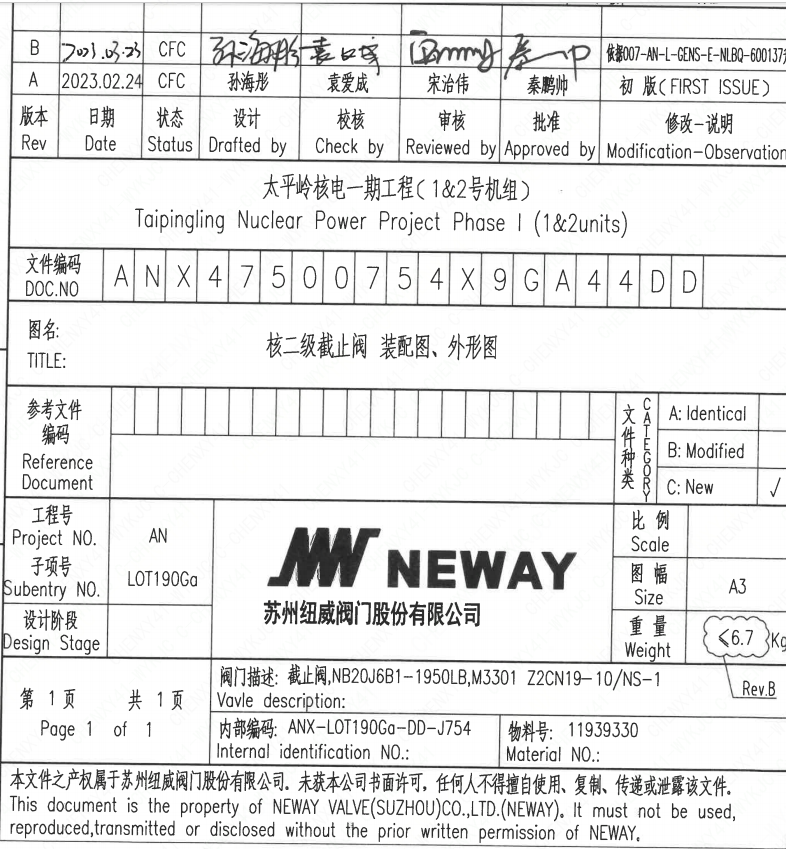 B 2023.03.23 CFC 依据007-AN-L-GENS-E-NLBQ-600137
A 2023.02.24 CFC 孙海彤 袁爱成 宋治伟 秦鹏帅 初 版(FIRST ISSUE)
版本 日期 状态 设计 校核 审核 批准 修改-说明
Rev Date Status Drafted by Check by Reviewed by Approved by Modification-Observation
太平岭核电一期工程(1&2号机组)
Taipingling Nuclear Power Project Phase I (1&2units)
文件编码
DOC.NO
ANX47500754X9GA44DD
图名:
TITLE:
核二级截止阀 装配图、外形图
参考文件
编码
Reference
Document
文件种类
CATEGORY
A: Identical
B: Modified
C: New √
工程号
Project NO.
AN
子项号
Subentry NO.
LOT190Ga
设计阶段
Design Stage
NEWAY
苏州纽威阀门股份有限公司
比 例
Scale
图 幅
Size
A3
重 量
Weight
≤6.7 Kg
Rev.B
第 1 页 共 1 页
Page 1 of 1
阀门描述: 截止阀,NB20J6B1-1950LB,M3301 Z2CN19-10/NS-1
Vavle description:
内部编码: ANX-LOT190Ga-DD-J754
Internal identification NO.:
物料号: 11939330
Material NO.:
本文件之产权属于苏州纽威阀门股份有限公司. 未获本公司书面许可, 任何人不得擅自使用、复制、传递或泄露该文件.
This document is the property of NEWAY VALVE(SUZHOU)CO.,LTD.(NEWAY). It must not be used,
reproduced,transmitted or disclosed without the prior written permission of NEWAY.